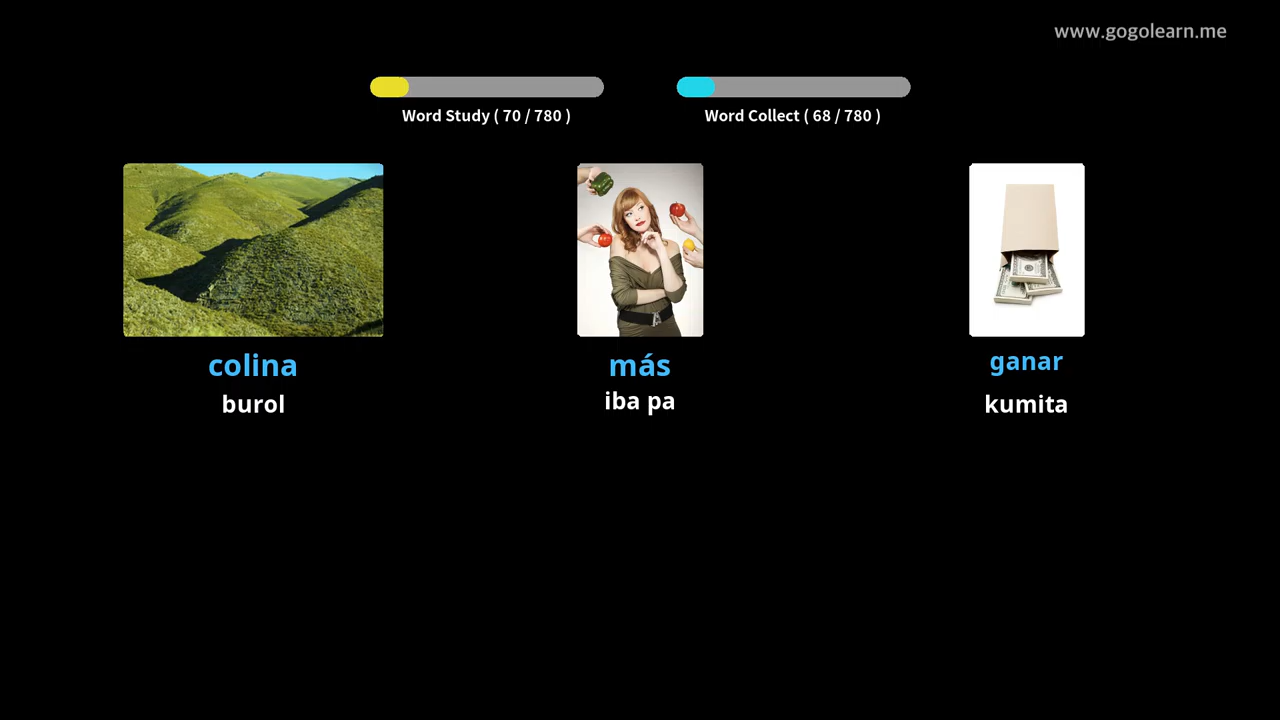 www.gogolearn.me
Word Study ( 70 / 780 )
Word Collect ( 68 / 780 )
colina
burol
más
iba pa
ganar
kumita